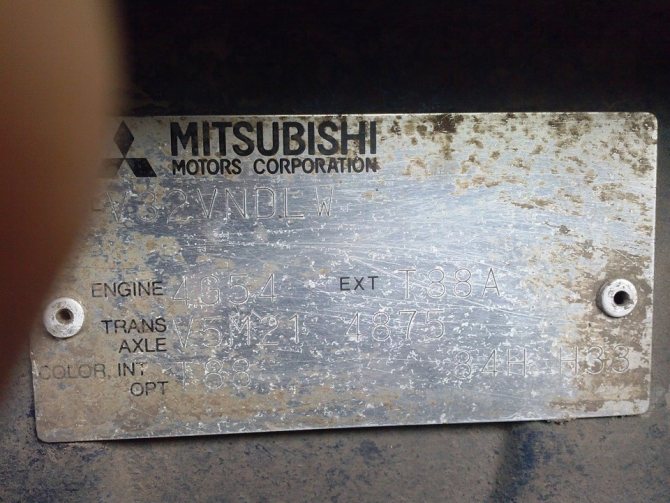 MITSUBISHI
MOTORS CORPORATION
V32VNDLW
ENGINE 4G54 EXT T88A
TRANS AXLE V5M21 4875
COLOR, INT OPT T88 34H H33